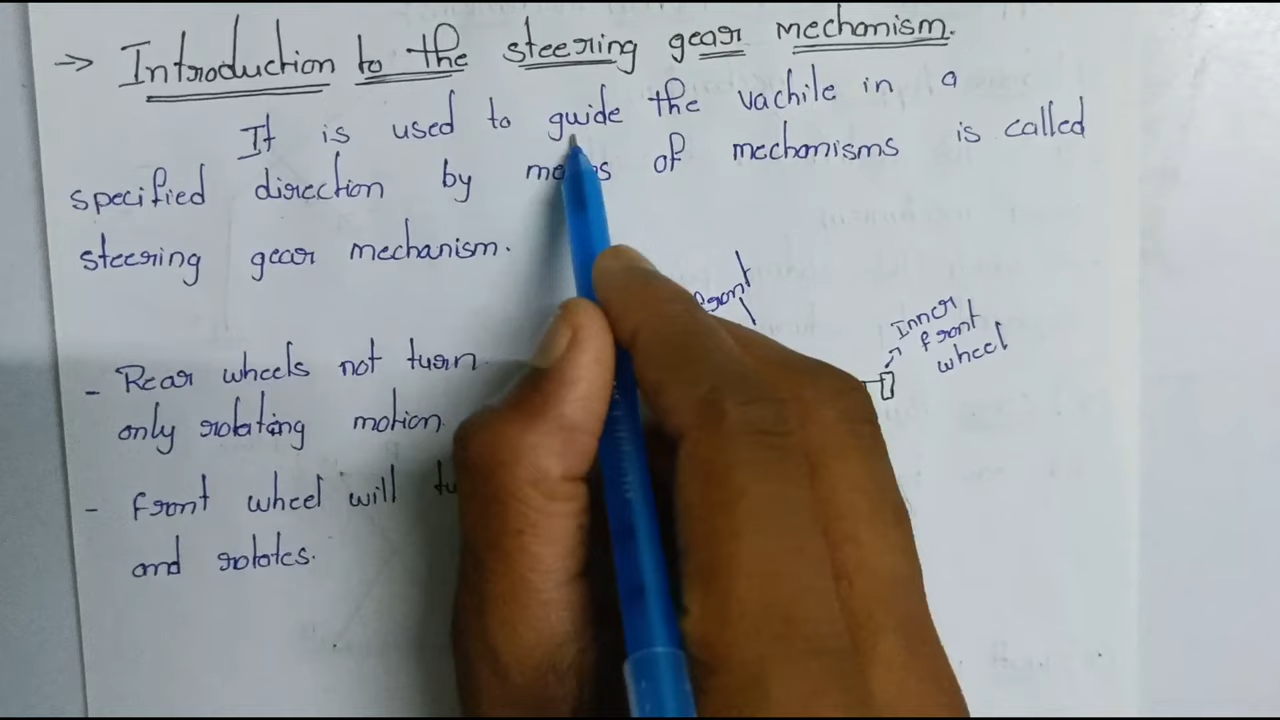 → Introduction to the steering gear mechanism.
It is used to guide the vachile in a
specified direction by of mechanisms is called
steering gear mechanism.
front
Inner
front
wheel
- Rear wheels not turn
only rotating motion.
- front wheel will
and rotates.